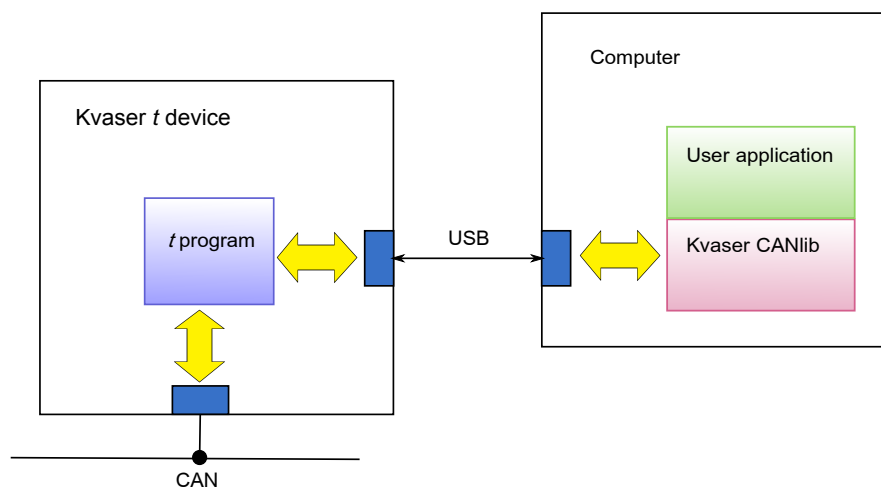 Computer
Kvaser t device
User application
t program
USB
Kvaser CANlib
CAN